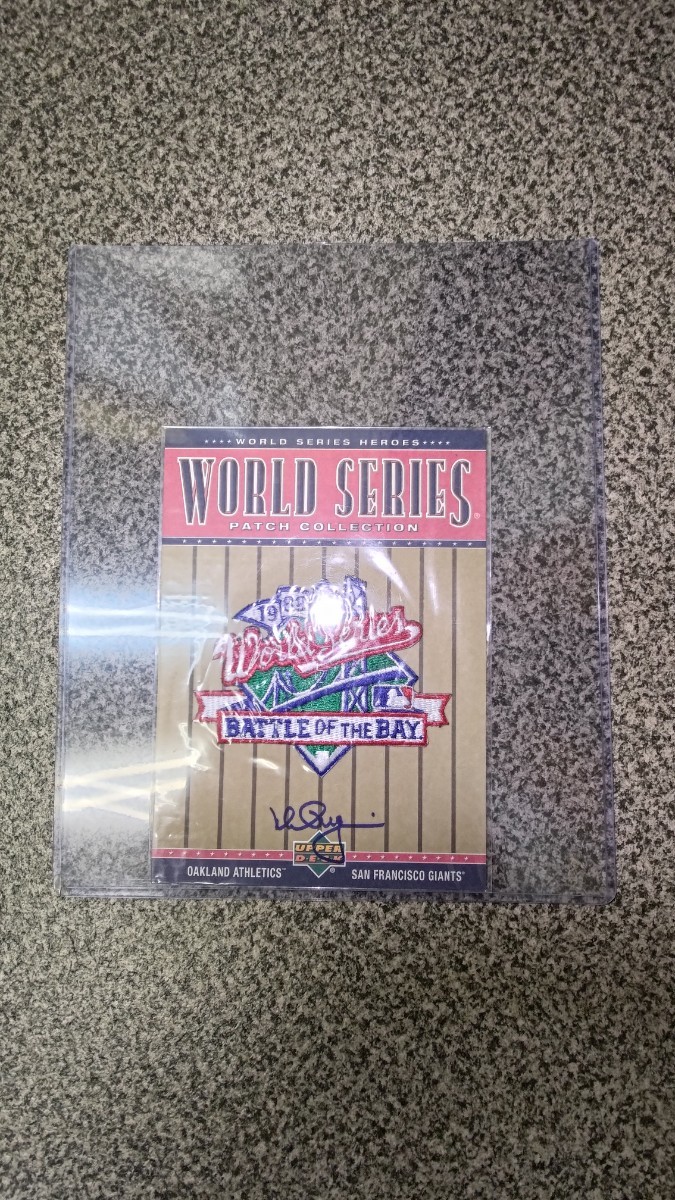 ★★★★WORLD SERIES HEROES★★★★
WORLD SERIES®
PATCH COLLECTION
World Series
BATTLE OF THE BAY
UPPER
DECK®
OAKLAND ATHLETICS™ SAN FRANCISCO GIANTS®